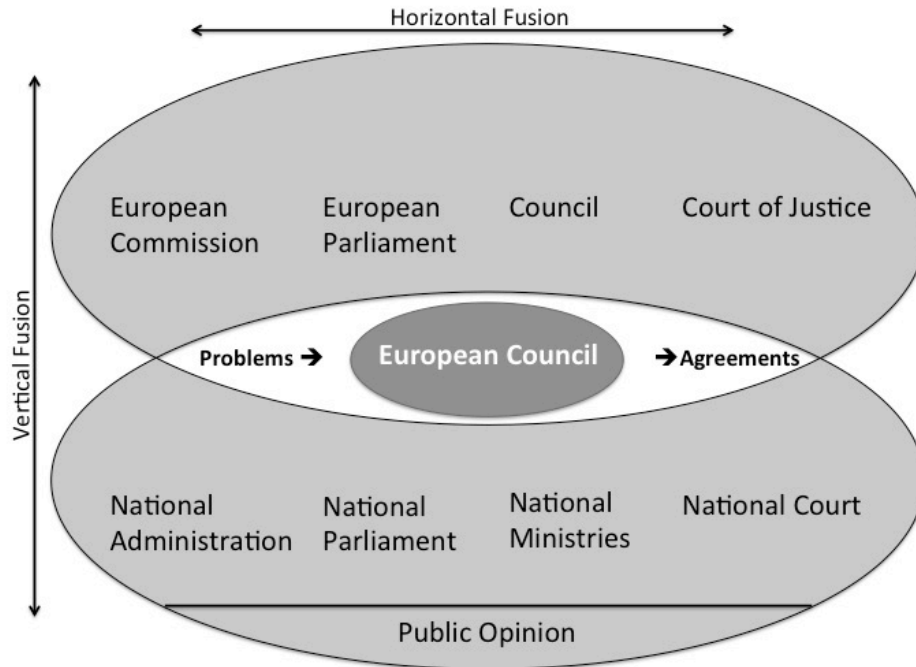 Horizontal Fusion
Vertical Fusion
European
Commission
European
Parliament
Council
Court of Justice
Problems ➔
European Council
➔ Agreements
National
Administration
National
Parliament
National
Ministries
National Court
Public Opinion